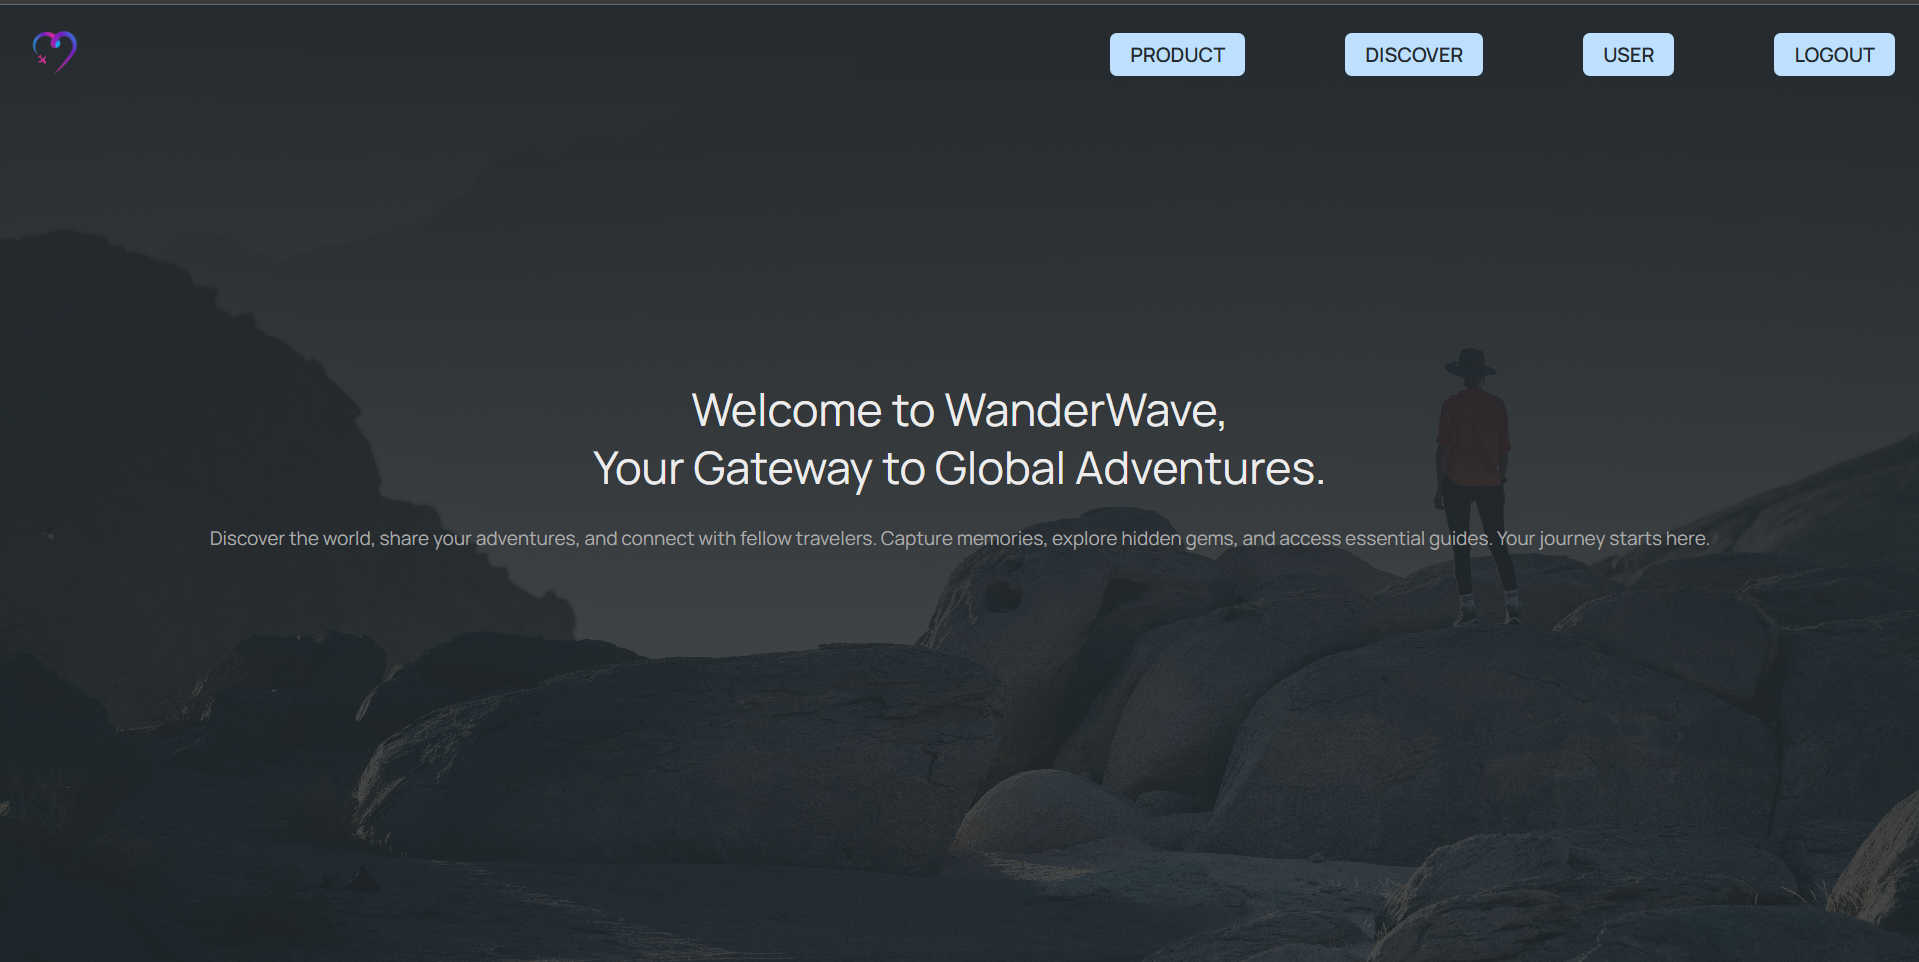 PRODUCT DISCOVER USER LOGOUT
Welcome to WanderWave,
Your Gateway to Global Adventures.
Discover the world, share your adventures, and connect with fellow travelers. Capture memories, explore hidden gems, and access essential guides. Your journey starts here.